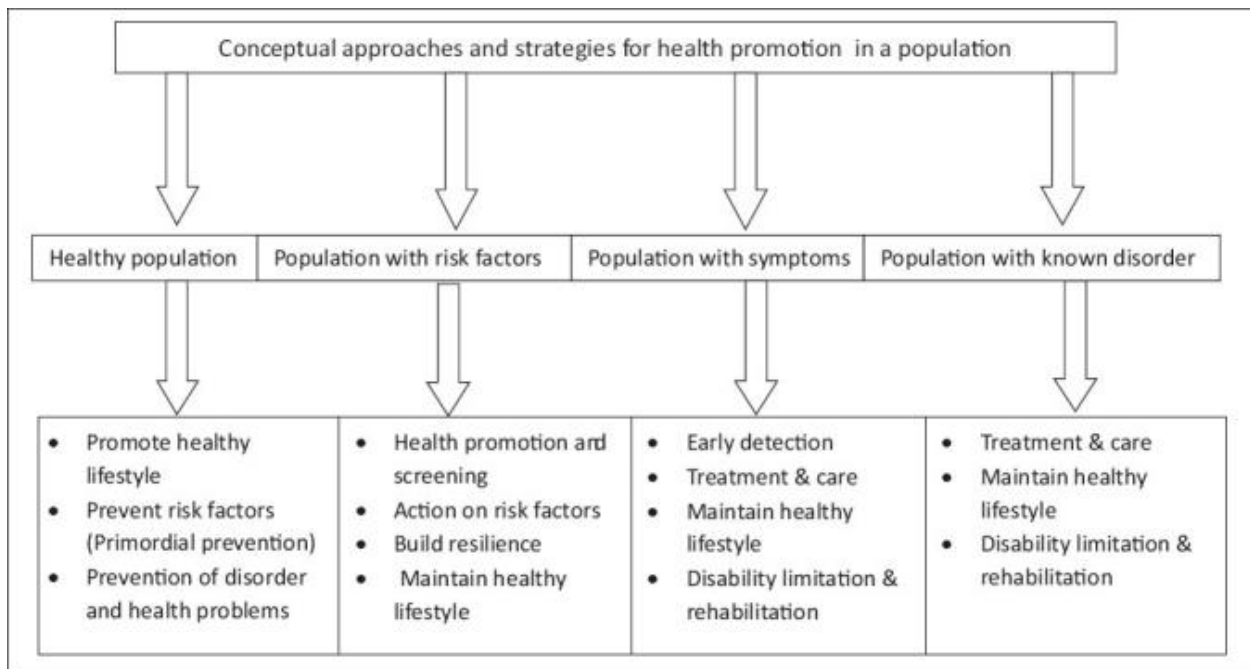 Conceptual approaches and strategies for health promotion in a population
Healthy population
Population with risk factors
Population with symptoms
Population with known disorder
• Promote healthy
lifestyle
• Prevent risk factors
(Primordial prevention)
• Prevention of disorder
and health problems
• Health promotion and
screening
• Action on risk factors
• Build resilience
• Maintain healthy
lifestyle
• Early detection
• Treatment & care
• Maintain healthy
lifestyle
• Disability limitation &
rehabilitation
• Treatment & care
• Maintain healthy
lifestyle
• Disability limitation &
rehabilitation